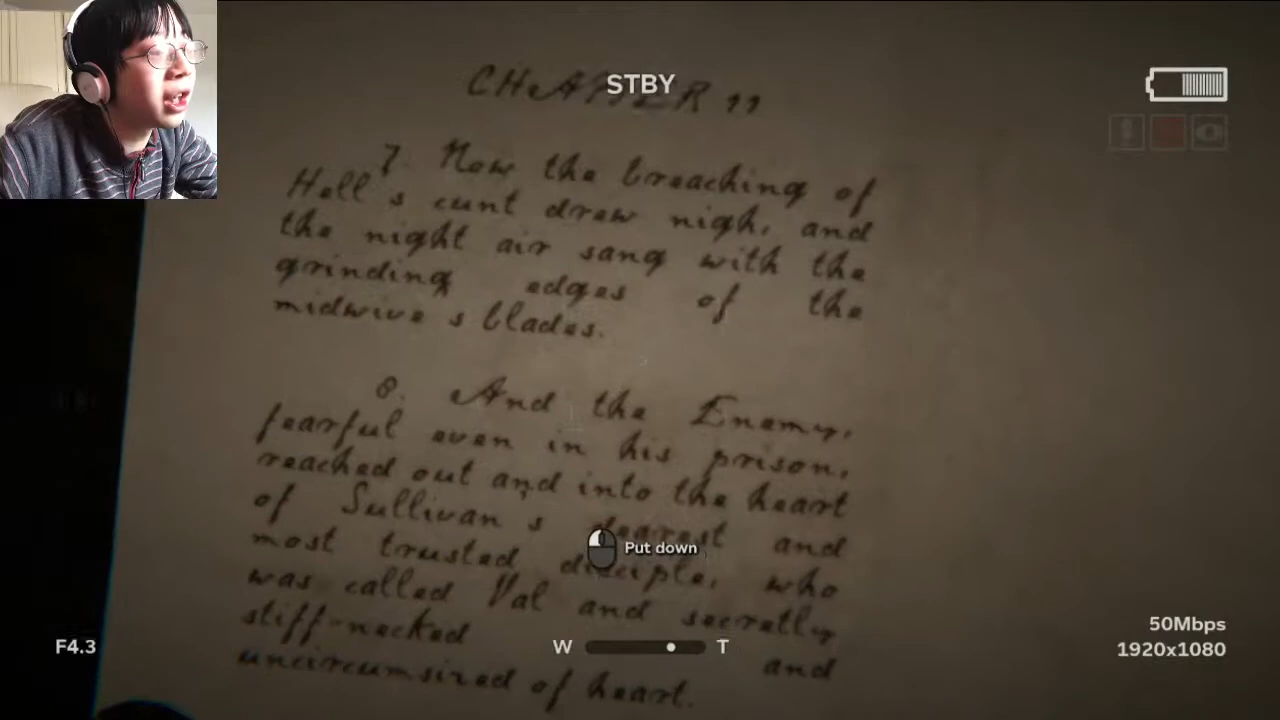 STBY
CHAPTER 11
7. Now the breaching of
Hell s cunt drew nigh, and
the night air sang with the
grinding edges of the
midwive s blades.
8. And the Enemy,
fearful even in his prison,
reached out and into the heart
of Sullivan s dearest and
most trusted disciple, who
was called Val and secretly
stiff-necked and
uncircumsized of heart.
Put down
F4.3
W T
50Mbps
1920x1080